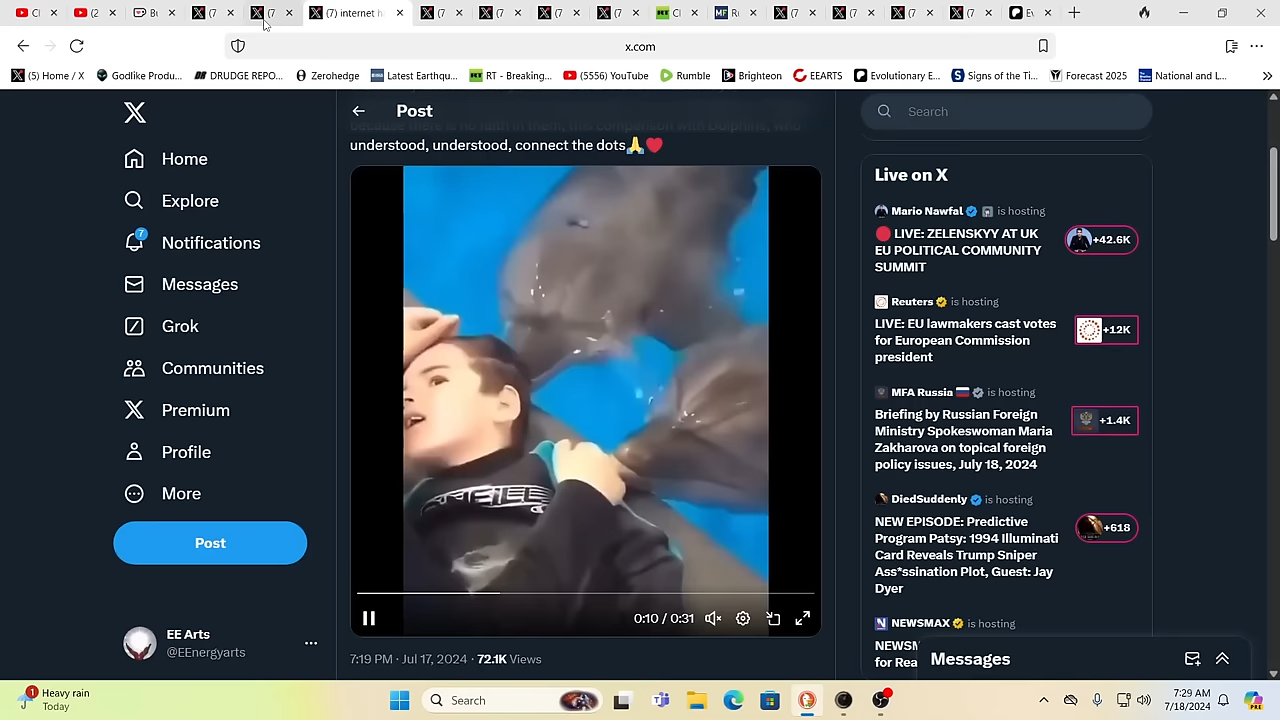 (7) internet h
x.com
(5) Home / X
Godlike Produ...
DRUDGE REPO...
Zerohedge
Latest Earthqu...
RT - Breaking...
(5556) YouTube
Rumble
Brighteon
EEARTS
Evolutionary E...
Signs of the Ti...
Forecast 2025
National and L...
Home
Explore
7
Notifications
Messages
Grok
Communities
Premium
Profile
More
Post
EE Arts
@EEnergyarts
Post
understood, understood, connect the dots🙏❤️
0:10 / 0:31
7:19 PM · Jul 17, 2024 · 72.1K Views
Search
Live on X
Mario Nawfal is hosting
🔴 LIVE: ZELENSKYY AT UK
EU POLITICAL COMMUNITY
SUMMIT
+42.6K
Reuters is hosting
LIVE: EU lawmakers cast votes
for European Commission
president
+12K
MFA Russia 🇷🇺 is hosting
Briefing by Russian Foreign
Ministry Spokeswoman Maria
Zakharova on topical foreign
policy issues, July 18, 2024
+1.4K
DiedSuddenly is hosting
NEW EPISODE: Predictive
Program Patsy: 1994 Illuminati
Card Reveals Trump Sniper
Ass*ssination Plot, Guest: Jay
Dyer
+618
NEWSMAX is hosting
NEWSM
for Rea
Messages
1
Heavy rain
Today
Search
7:29 AM
7/18/2024